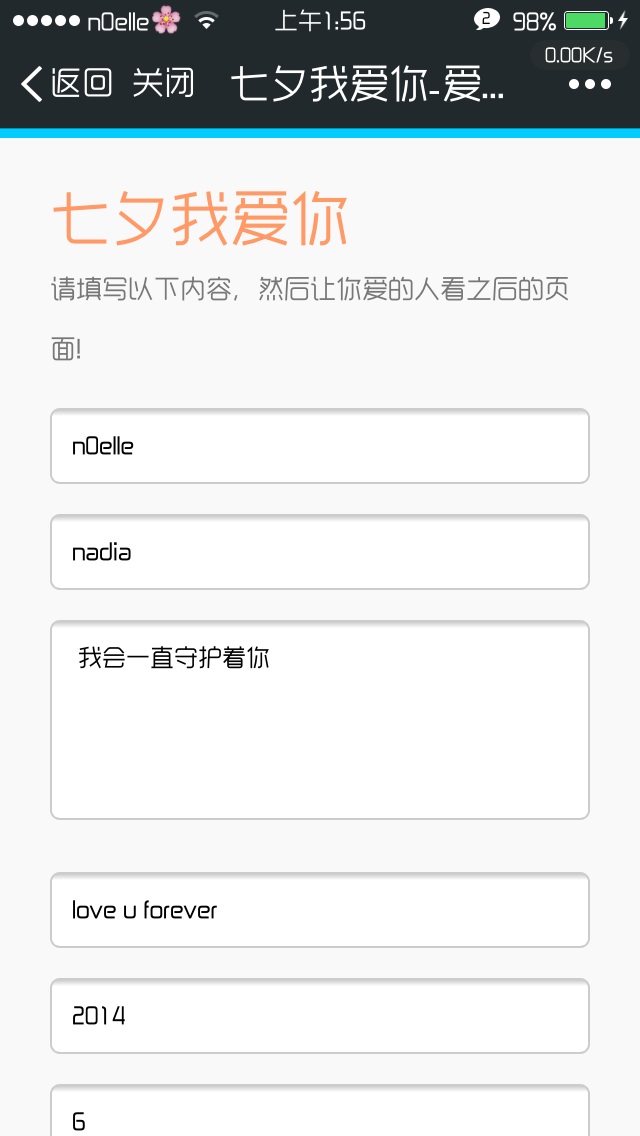 n0elle🌸 上午1:56 2 98%
0.00K/s
返回 关闭 七夕我爱你-爱...
七夕我爱你
请填写以下内容，然后让你爱的人看之后的页
面!
n0elle
nadia
我会一直守护着你
love u forever
2014
6